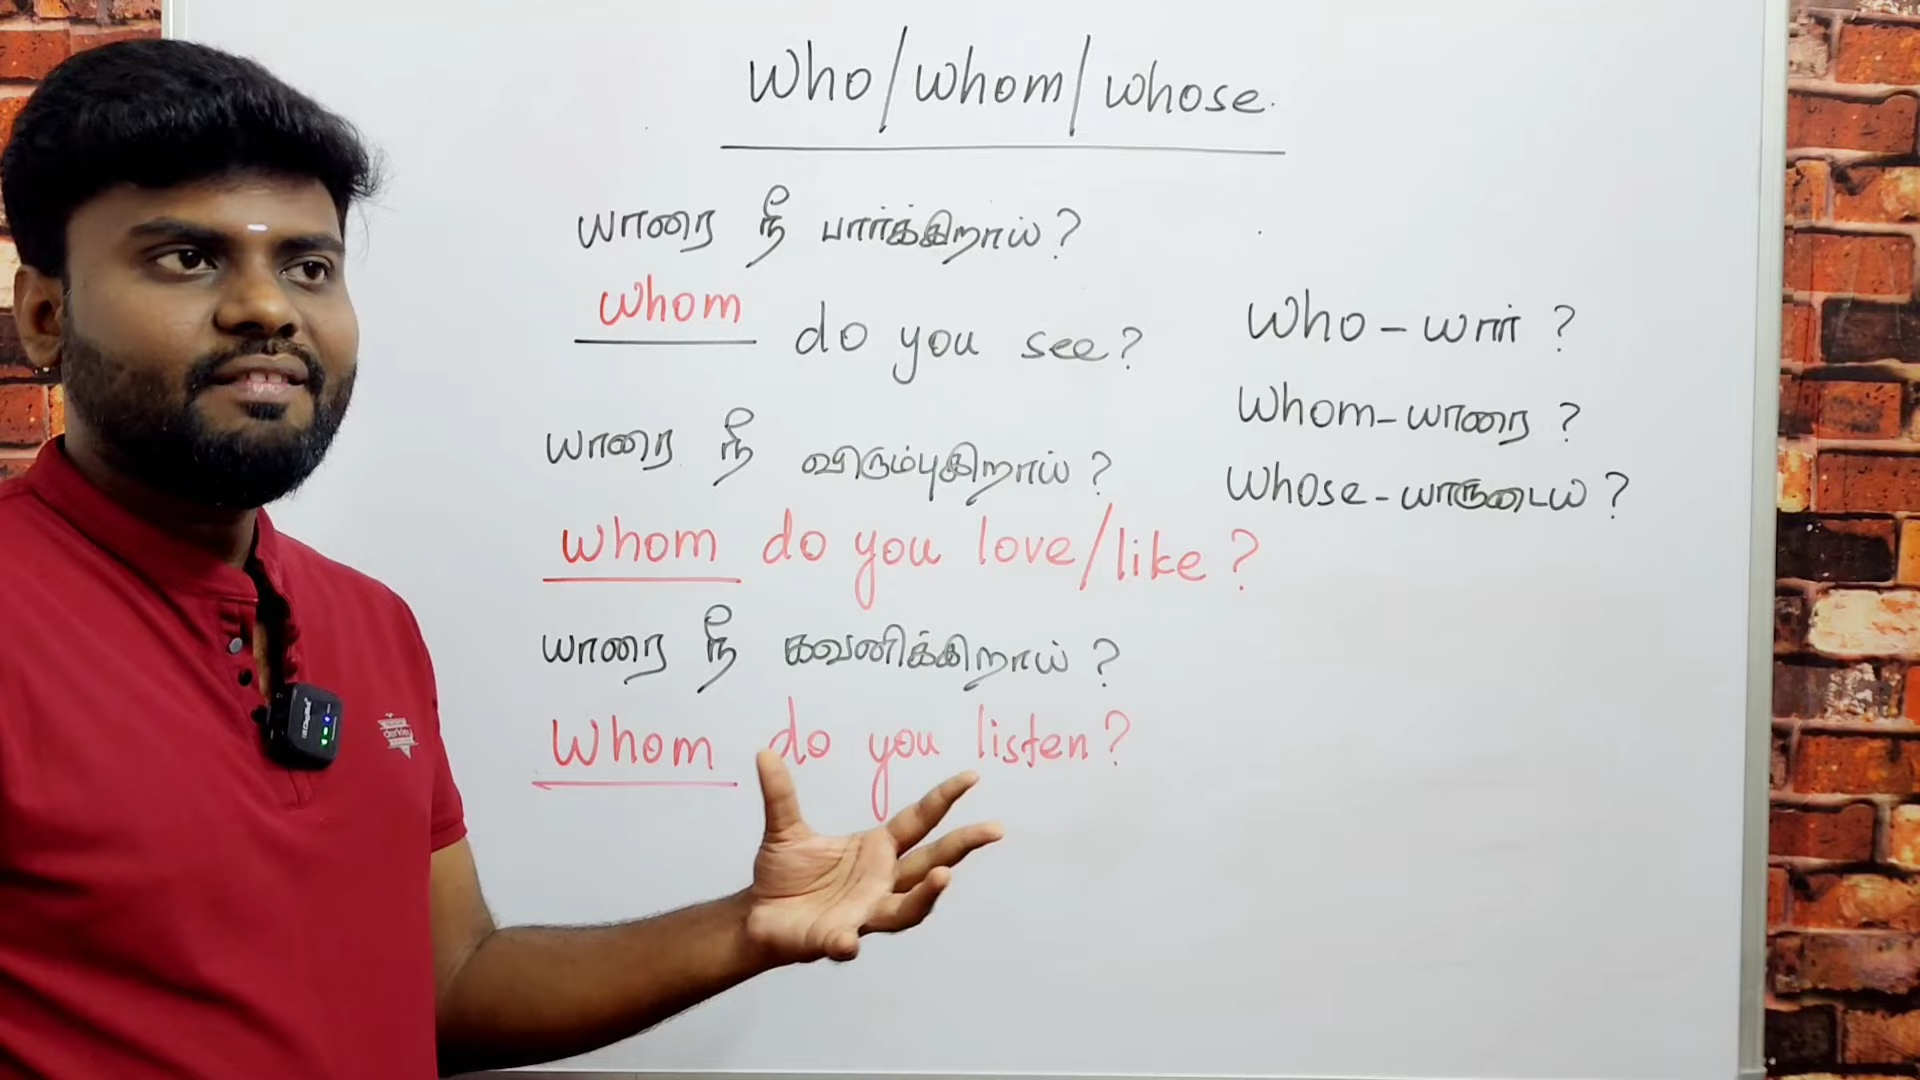 Who/Whom/Whose.
யாரை நீ பார்க்கிறாய்?
Whom do you see?
யாரை நீ விரும்புகிறாய்?
Whom do you love/like?
யாரை நீ கவனிக்கிறாய்?
Whom do you listen?
Who - யார்?
Whom - யாரை?
Whose - யாருடைய?